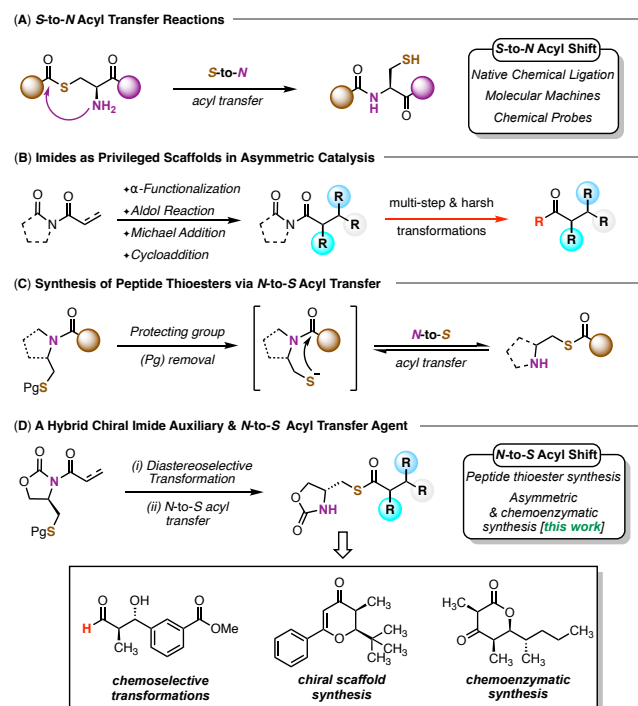 (A) S-to-N Acyl Transfer Reactions
O
S
O
NH2
S-to-N
acyl transfer
SH
O
N
H
O
S-to-N Acyl Shift
Native Chemical Ligation
Molecular Machines
Chemical Probes
(B) Imides as Privileged Scaffolds in Asymmetric Catalysis
O
O
N
✦α-Functionalization
✦Aldol Reaction
✦Michael Addition
✦Cycloaddition
O
O
N
R
R
R
multi-step & harsh
transformations
O
R
R
R
R
(C) Synthesis of Peptide Thioesters via N-to-S Acyl Transfer
O
N
PgS
Protecting group
(Pg) removal
O
N
S–
N-to-S
acyl transfer
O
S
NH
(D) A Hybrid Chiral Imide Auxiliary & N-to-S Acyl Transfer Agent
O
O
O
N
PgS
(i) Diastereoselective
Transformation
(ii) N-to-S acyl
transfer
O
S
O
NH
O
R
R
R
N-to-S Acyl Shift
Peptide thioester synthesis
Asymmetric
& chemoenzymatic
synthesis [this work]
O
OH
O
H
OMe
CH3
chemoselective
transformations
O
CH3
O
CH3
CH3
CH3
chiral scaffold
synthesis
O
H3C
O
O
CH3
CH3
CH3
chemoenzymatic
synthesis